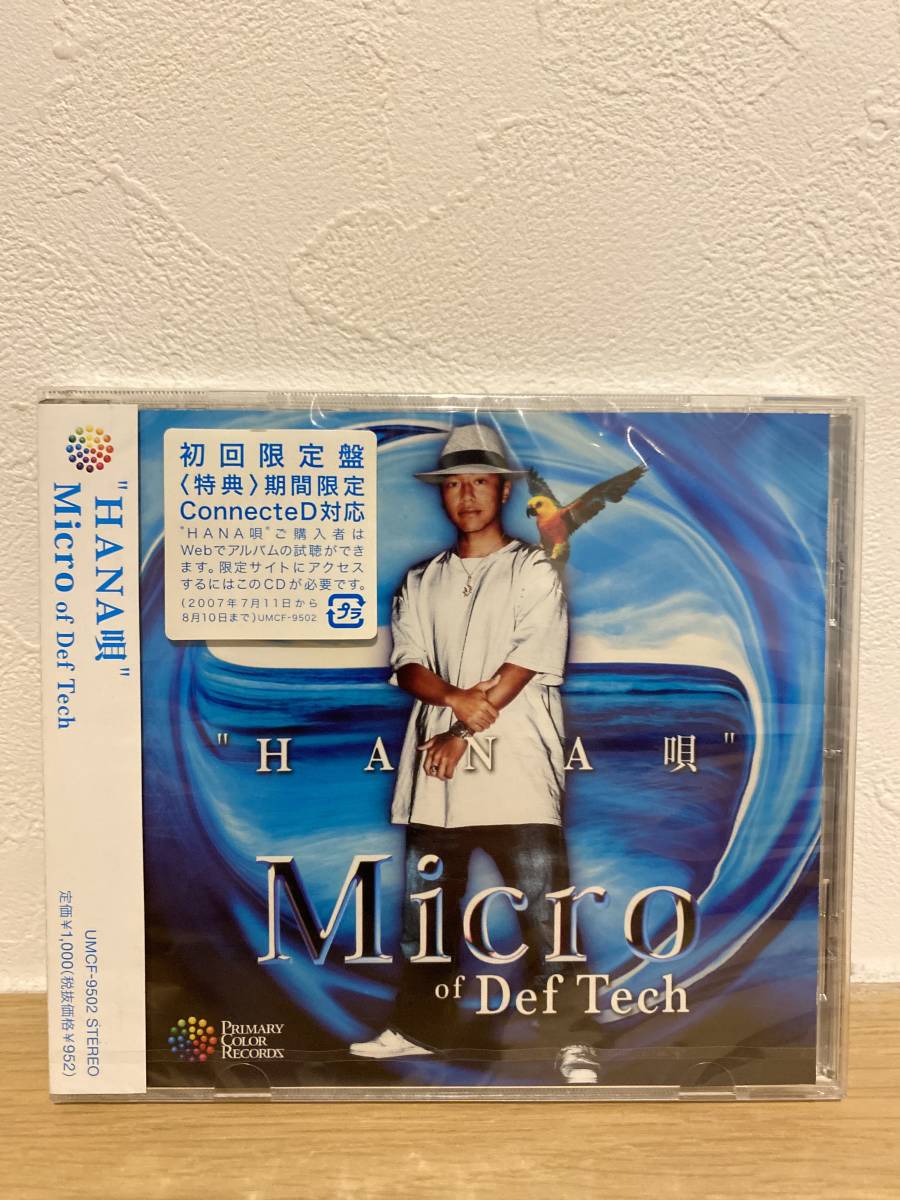 "HANA唄"
Micro of Def Tech
UMCF-9502 STEREO
定価¥1,000(税抜価格¥952)
初回限定盤
〈特典〉期間限定
ConnecteD対応
"HANA唄"ご購入者は
Webでアルバムの試聴ができ
ます。限定サイトにアクセス
するにはこのCDが必要です。
(2007年7月11日から
8月10日まで)UMCF-9502
プラ
"HANA唄"
Micro
of Def Tech
PRIMARY
COLOR
RECORDS